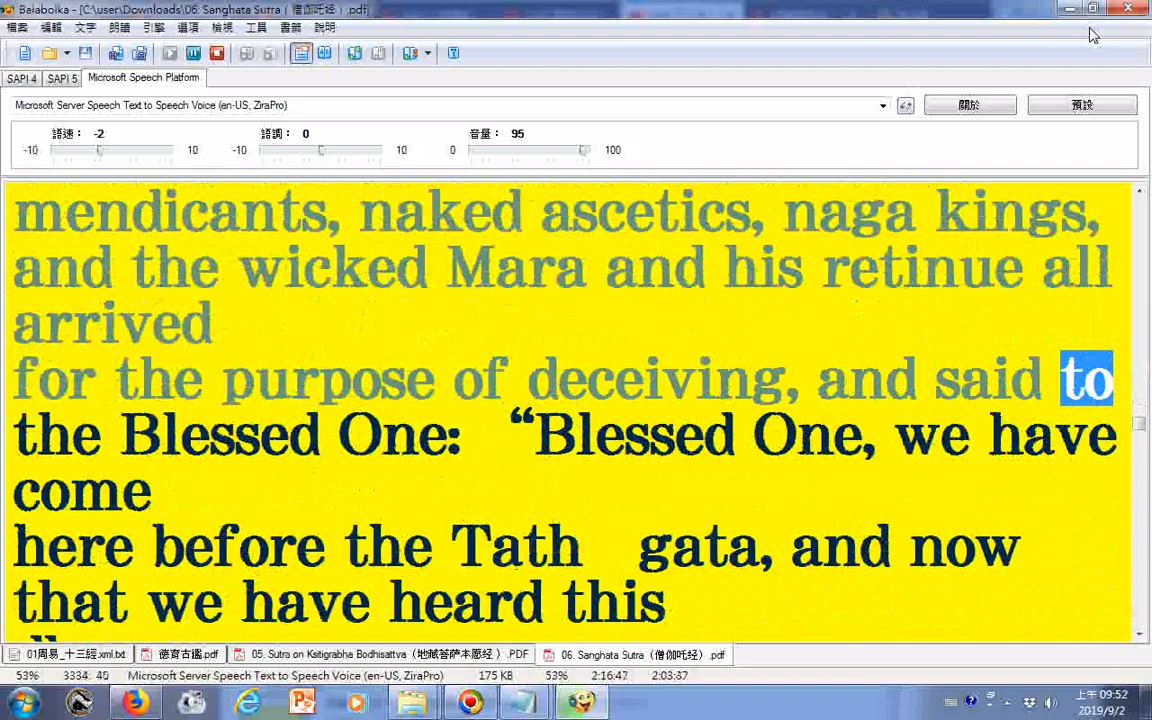 Balabolka - [C:\user\Downloads\06. Sanghata Sutra（僧伽吒经）.pdf]
檔案 編輯 文字 朗讀 引擎 選項 檢視 工具 書籤 說明
SAPI 4 SAPI 5 Microsoft Speech Platform
Microsoft Server Speech Text to Speech Voice (en-US, ZiraPro) 關於 預設
語速： -2 語調： 0 音量： 95
-10 10 -10 10 0 100
mendicants, naked ascetics, naga kings,
and the wicked Mara and his retinue all
arrived
for the purpose of deceiving, and said to
the Blessed One: “Blessed One, we have
come
here before the Tath gata, and now
that we have heard this
01周易_十三經.xml.txt 德育古鑑.pdf 05. Sutra on Ksitigrabha Bodhisattva（地藏菩萨本愿经）.PDF 06. Sanghata Sutra（僧伽吒经）.pdf
53% 3334: 40 Microsoft Server Speech Text to Speech Voice (en-US, ZiraPro) 175 KB 53% 2:16:47 2:03:37
上午 09:52
2019/9/2